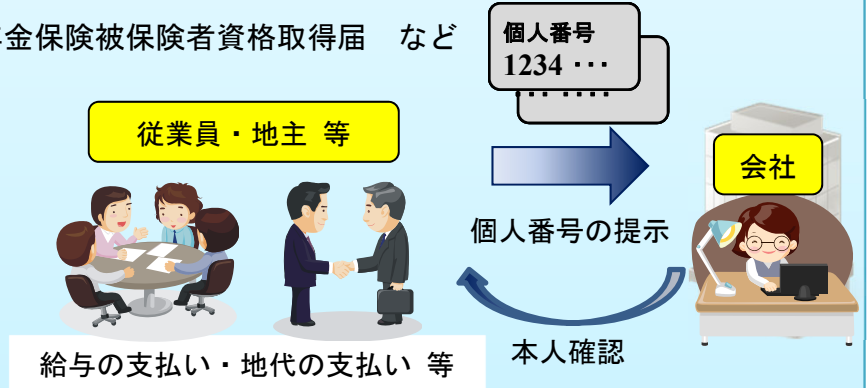 金保険被保険者資格取得届　など
個人番号
1234 ･･･
従業員・地主 等
会社
個人番号の提示
本人確認
給与の支払い・地代の支払い 等